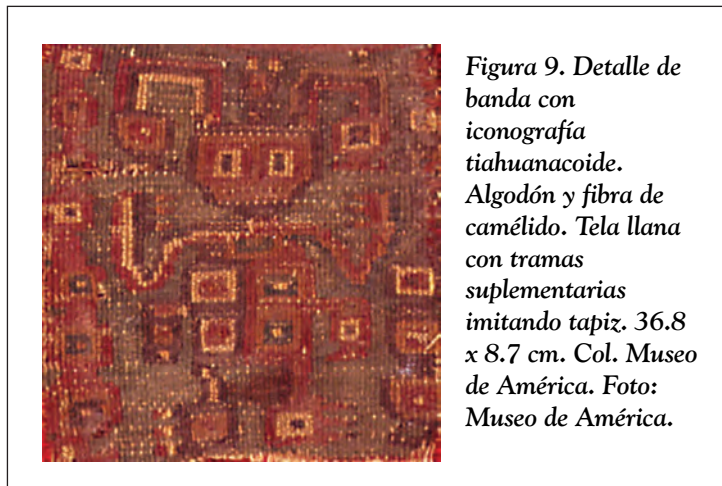 Figura 9. Detalle de
banda con
iconografía
tiahuanacoide.
Algodón y fibra de
camélido. Tela llana
con tramas
suplementarias
imitando tapiz. 36.8
x 8.7 cm. Col. Museo
de América. Foto:
Museo de América.